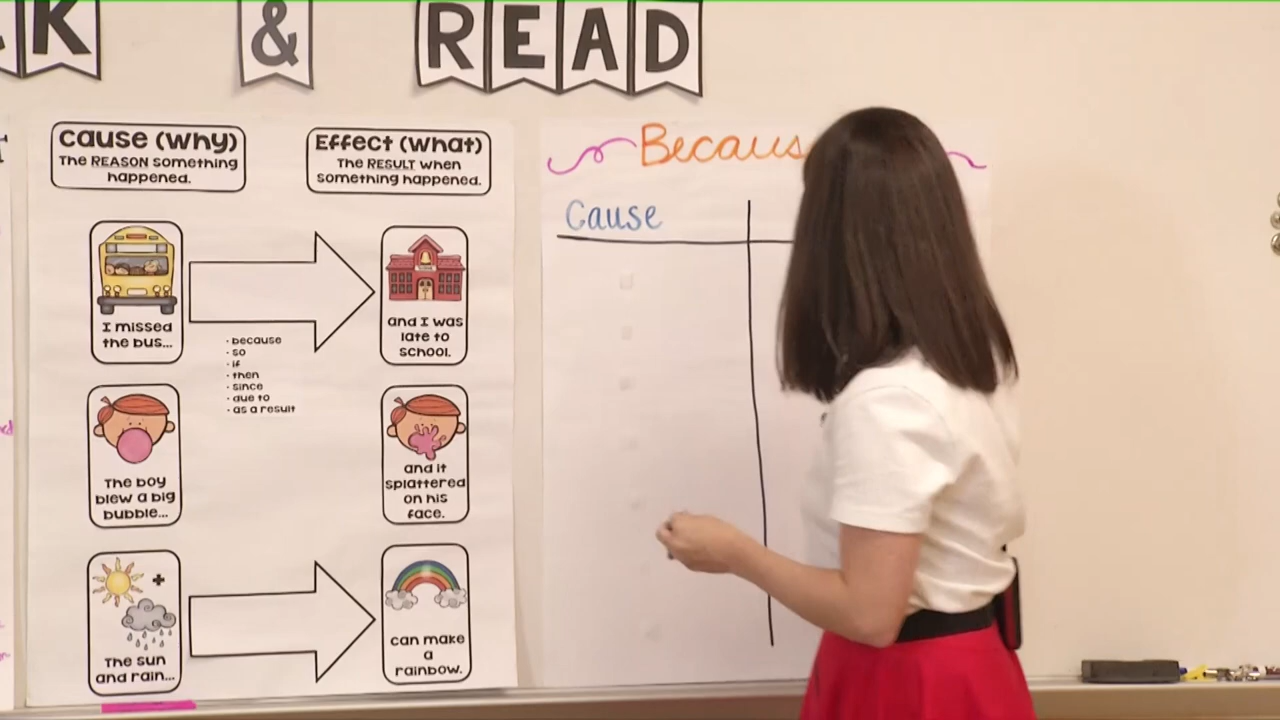 K & READ
Cause (Why)
The REASON something
happened.
Effect (What)
The RESULT when
something happened.
I missed
the bus...
• because
• so
• if
• then
• since
• due to
• as a result
and I was
late to
school.
The boy
blew a big
bubble...
and it
splattered
on his
face.
The sun
and rain...
can make
a
rainbow.
Becaus
Cause